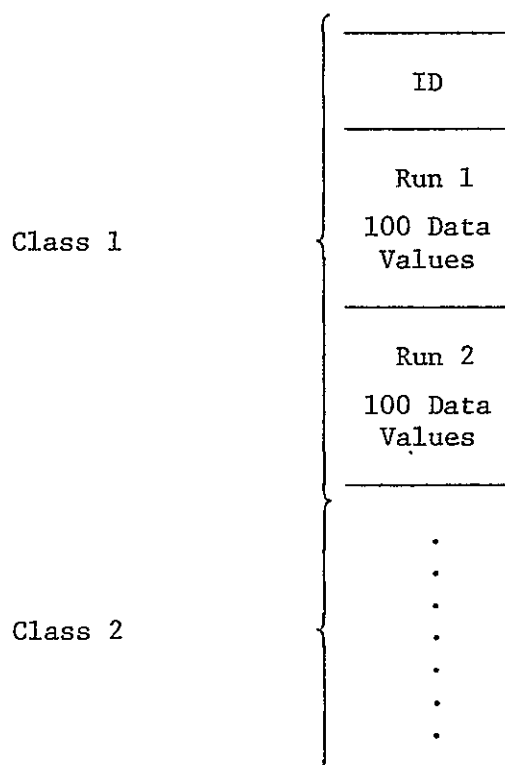 ID
Run 1
100 Data
Values
Class 1
Run 2
100 Data
Values
Class 2